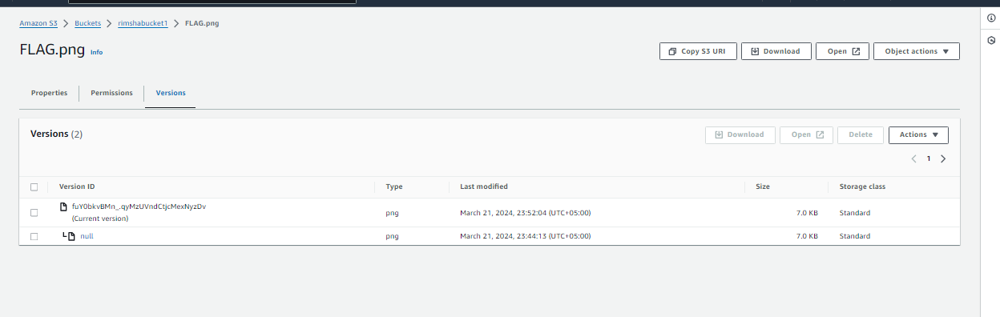 Amazon S3 > Buckets > rimshabucket1 > FLAG.png
FLAG.png Info
Copy S3 URI Download Open Object actions
Properties Permissions Versions
Versions (2)
Download Open Delete Actions
1
Version ID Type Last modified Size Storage class
fuY0bkvBMn_.qyMzUVndCtjcMexNyzDv
(Current version) png March 21, 2024, 23:52:04 (UTC+05:00) 7.0 KB Standard
null png March 21, 2024, 23:44:13 (UTC+05:00) 7.0 KB Standard